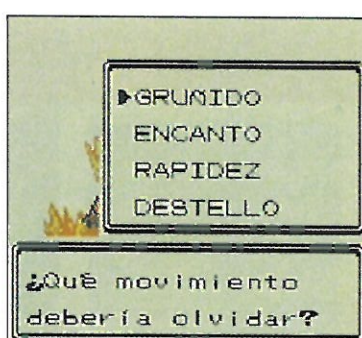 ▶GRUÑIDO
ENCANTO
RAPIDEZ
DESTELLO
¿Qué movimiento
debería olvidar?